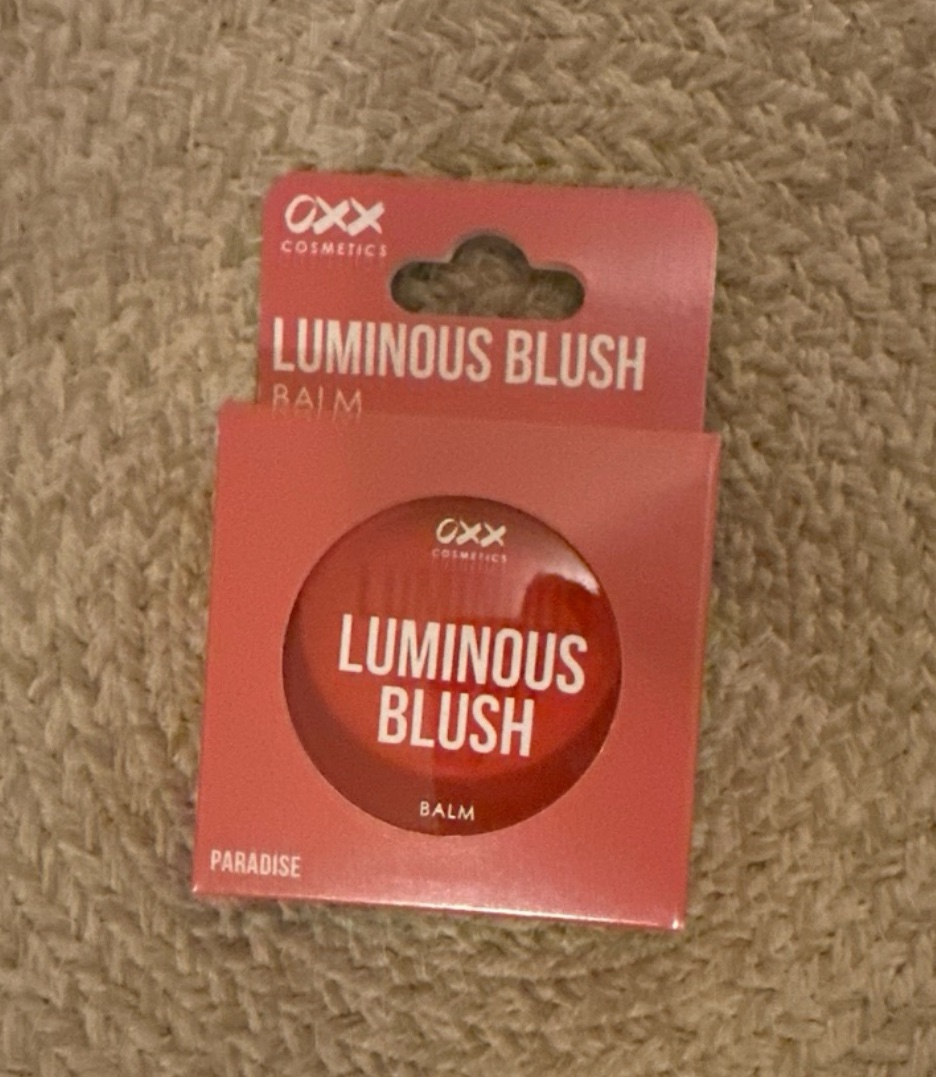 OXX
COSMETICS
LUMINOUS BLUSH
BALM
OXX
COSMETICS
LUMINOUS
BLUSH
BALM
PARADISE